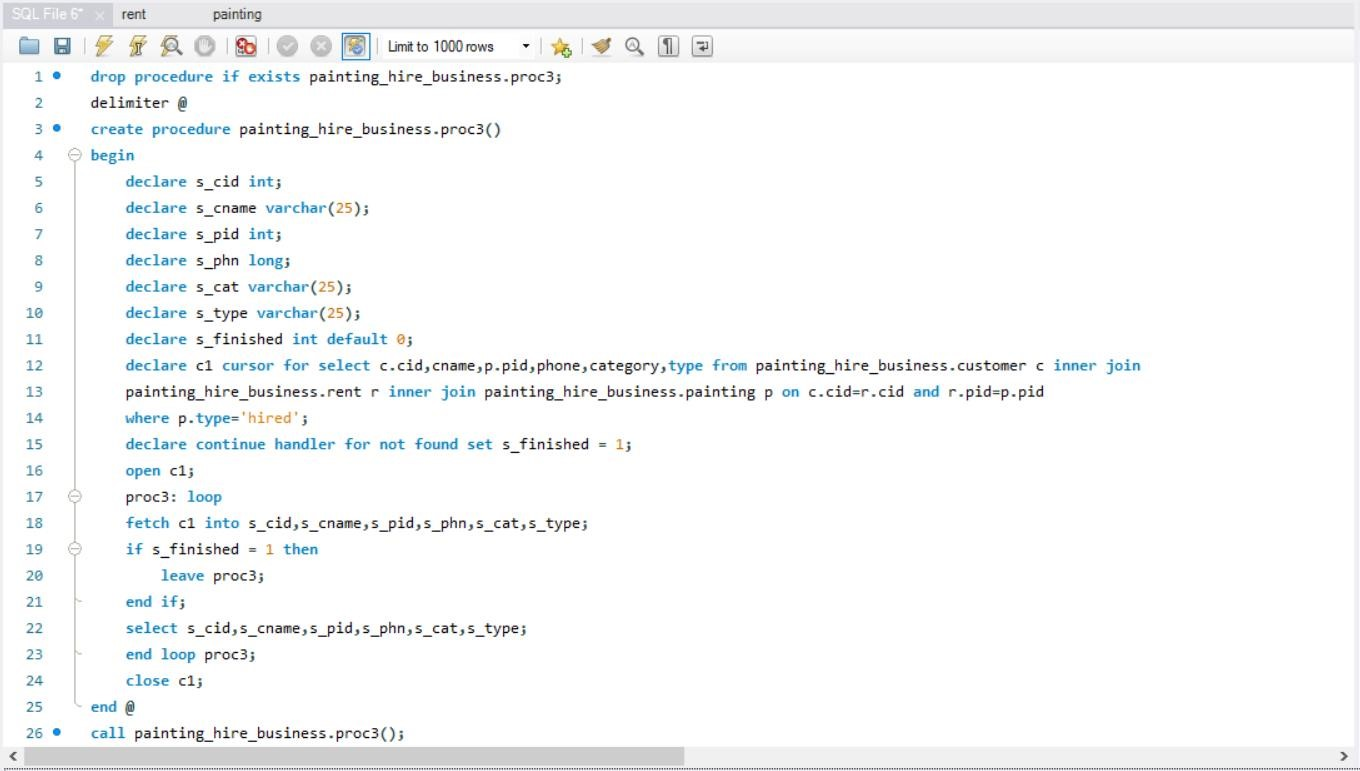 SQL File 6* × rent painting
Limit to 1000 rows
1 drop procedure if exists painting_hire_business.proc3;
2 delimiter @
3 create procedure painting_hire_business.proc3()
4 begin
5 declare s_cid int;
6 declare s_cname varchar(25);
7 declare s_pid int;
8 declare s_phn long;
9 declare s_cat varchar(25);
10 declare s_type varchar(25);
11 declare s_finished int default 0;
12 declare c1 cursor for select c.cid,cname,p.pid,phone,category,type from painting_hire_business.customer c inner join
13 painting_hire_business.rent r inner join painting_hire_business.painting p on c.cid=r.cid and r.pid=p.pid
14 where p.type='hired';
15 declare continue handler for not found set s_finished = 1;
16 open c1;
17 proc3: loop
18 fetch c1 into s_cid,s_cname,s_pid,s_phn,s_cat,s_type;
19 if s_finished = 1 then
20 leave proc3;
21 end if;
22 select s_cid,s_cname,s_pid,s_phn,s_cat,s_type;
23 end loop proc3;
24 close c1;
25 end @
26 call painting_hire_business.proc3();